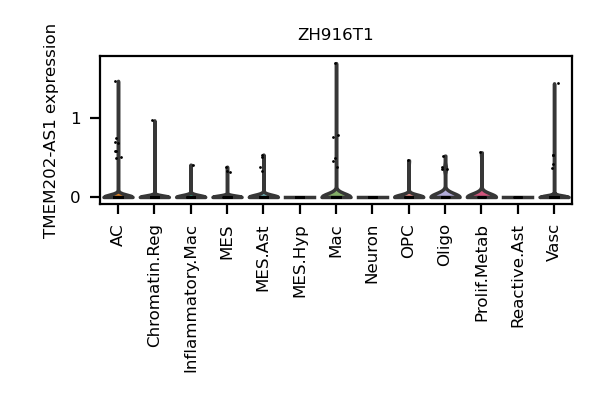 ZH916T1
TMEM202-AS1 expression
1
0
AC
Chromatin.Reg
Inflammatory.Mac
MES
MES.Ast
MES.Hyp
Mac
Neuron
OPC
Oligo
Prolif.Metab
Reactive.Ast
Vasc